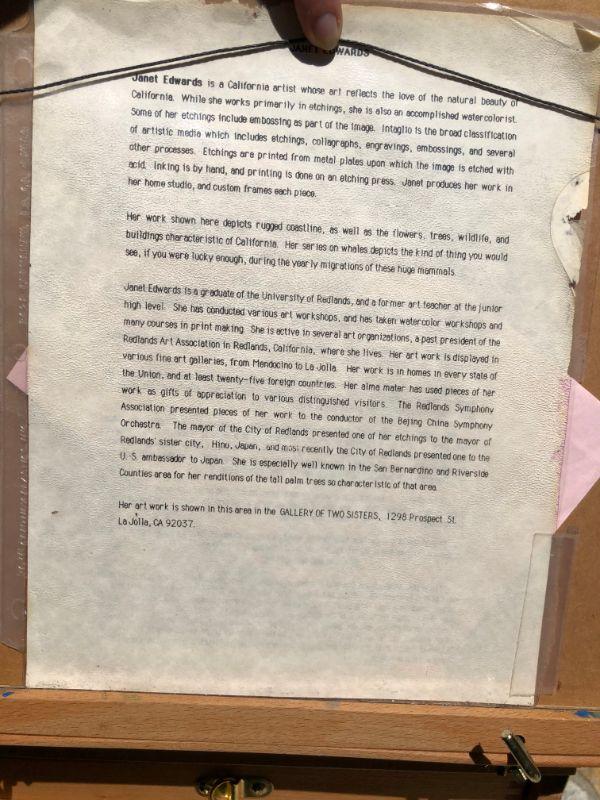 JANET EDWARDS
Janet Edwards is a California artist whose art reflects the love of the natural beauty of
California. While she works primarily in etchings, she is also an accomplished watercolorist.
Some of her etchings include embossing as part of the image. Intaglio is the broad classification
of artistic media which includes etchings, collagraphs, engravings, embossings, and several
other processes. Etchings are printed from metal plates upon which the image is etched with
acid. Inking is by hand, and printing is done on an etching press. Janet produces her work in
her home studio, and custom frames each piece.
Her work shown here depicts rugged coastline, as well as the flowers, trees, wildlife, and
buildings characteristic of California. Her series on whales depicts the kind of thing you would
see, if you were lucky enough, during the yearly migrations of these huge mammals.
Janet Edwards is a graduate of the University of Redlands, and a former art teacher at the junior
high level. She has conducted various art workshops, and has taken watercolor workshops and
many courses in print making. She is active in several art organizations, a past president of the
Redlands Art Association in Redlands, California, where she lives. Her art work is displayed in
various fine art galleries, from Mendocino to La Jolla. Her work is in homes in every state of
the Union, and at least twenty-five foreign countries. Her alma mater has used pieces of her
work as gifts of appreciation to various distinguished visitors. The Redlands Symphony
Association presented pieces of her work to the conductor of the Bejing China Symphony
Orchestra. The mayor of the City of Redlands presented one of her etchings to the mayor of
Redlands' sister city, Hino, Japan, and most recently the City of Redlands presented one to the
U. S. ambassador to Japan. She is especially well known in the San Bernardino and Riverside
Counties area for her renditions of the tall palm trees so characteristic of that area.
Her art work is shown in this area in the GALLERY OF TWO SISTERS, 1298 Prospect St.
La Jolla, CA 92037.